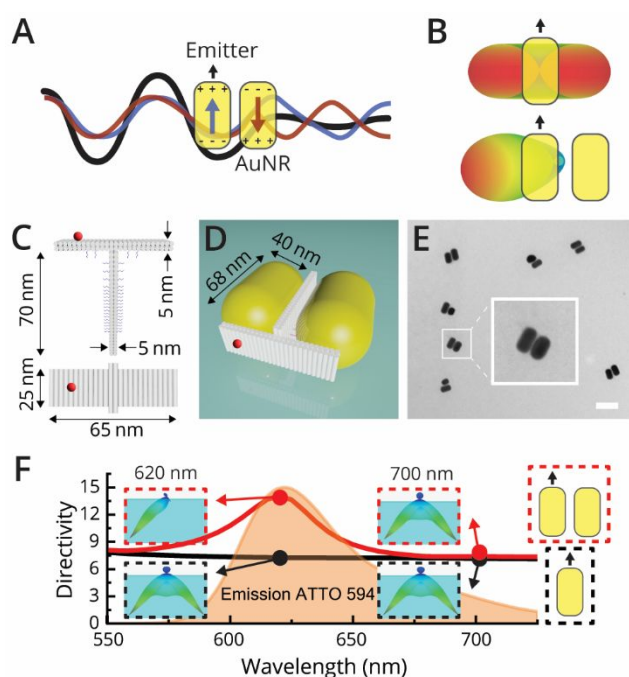 A
Emitter
+ + +
- - -
- - -
+ + +
AuNR
B
C
70 nm
5 nm
5 nm
25 nm
65 nm
D
68 nm
40 nm
E
F
620 nm
700 nm
15
12
9
6
3
0
Directivity
Emission ATTO 594
550
600
650
700
Wavelength (nm)